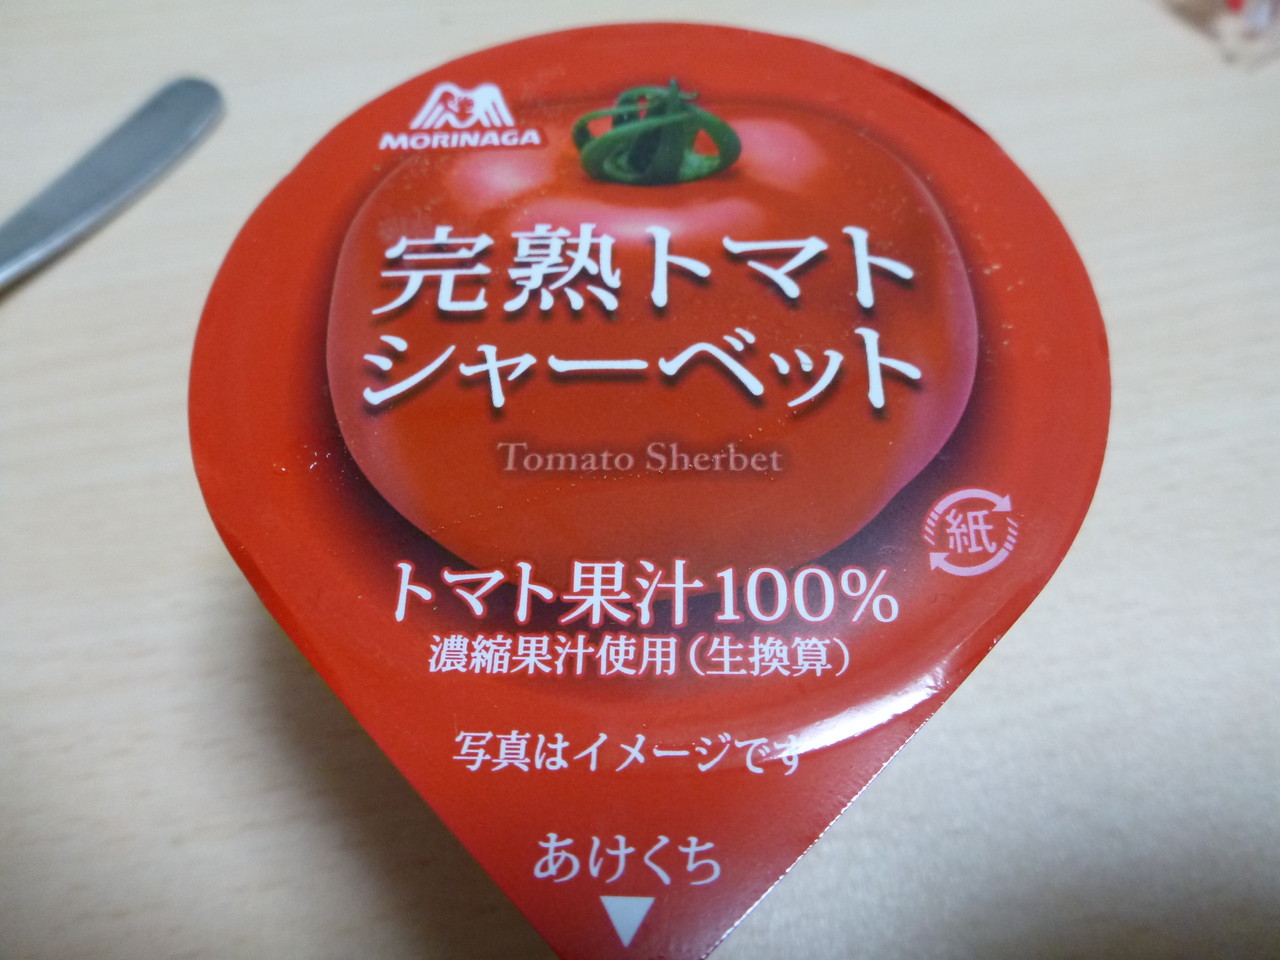 MORINAGA
完熟トマト
シャーベット
Tomato Sherbet
紙
トマト果汁100%
濃縮果汁使用(生換算)
写真はイメージです
あけくち